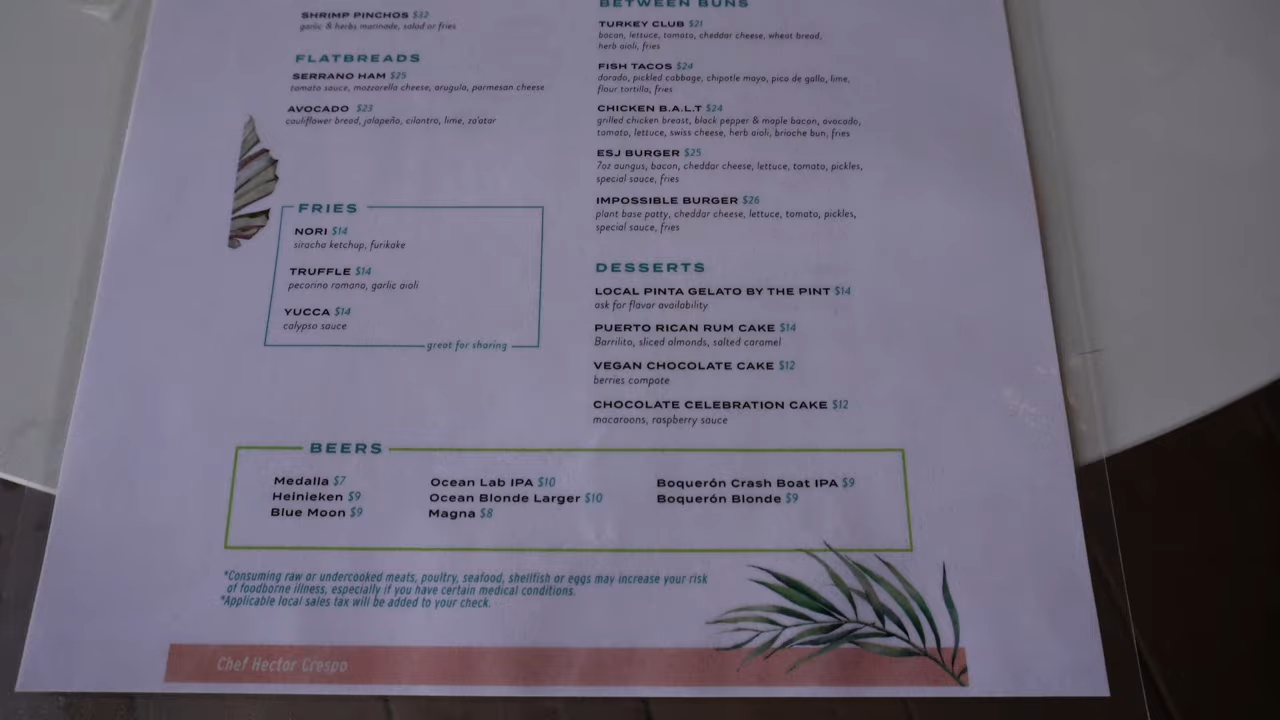 SHRIMP PINCHOS $32
garlic & herbs marinade, salad or fries
FLATBREADS
SERRANO HAM $25
tomato sauce, mozzarella cheese, arugula, parmesan cheese
AVOCADO $23
cauliflower bread, jalapeño, cilantro, lime, za'atar
FRIES
NORI $14
siracha ketchup, furikake
TRUFFLE $14
pecorino romano, garlic aioli
YUCCA $14
calypso sauce
great for sharing
BETWEEN BUNS
TURKEY CLUB $21
bacon, lettuce, tomato, cheddar cheese, wheat bread,
herb aioli, fries
FISH TACOS $24
dorado, pickled cabbage, chipotle mayo, pico de gallo, lime,
flour tortilla, fries
CHICKEN B.A.L.T $24
grilled chicken breast, black pepper & maple bacon, avocado,
tomato, lettuce, swiss cheese, herb aioli, brioche bun, fries
ESJ BURGER $25
7oz aungus, bacon, cheddar cheese, lettuce, tomato, pickles,
special sauce, fries
IMPOSSIBLE BURGER $26
plant base patty, cheddar cheese, lettuce, tomato, pickles,
special sauce, fries
DESSERTS
LOCAL PINTA GELATO BY THE PINT $14
ask for flavor availability
PUERTO RICAN RUM CAKE $14
Barrilito, sliced almonds, salted caramel
VEGAN CHOCOLATE CAKE $12
berries compote
CHOCOLATE CELEBRATION CAKE $12
macaroons, raspberry sauce
BEERS
Medalla $7
Heinieken $9
Blue Moon $9
Ocean Lab IPA $10
Ocean Blonde Larger $10
Magna $8
Boquerón Crash Boat IPA $9
Boquerón Blonde $9
*Consuming raw or undercooked meats, poultry, seafood, shellfish or eggs may increase your risk
of foodborne illness, especially if you have certain medical conditions.
*Applicable local sales tax will be added to your check.
Chef Hector Crespo